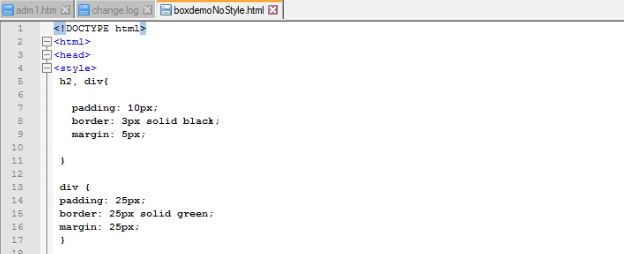 adm1.htm change.log boxdemoNoStyle.html
1 <!DOCTYPE html>
2 <html>
3 <head>
4 <style>
5 h2, div{
6
7 padding: 10px;
8 border: 3px solid black;
9 margin: 5px;
10
11 }
12
13 div {
14 padding: 25px;
15 border: 25px solid green;
16 margin: 25px;
17 }